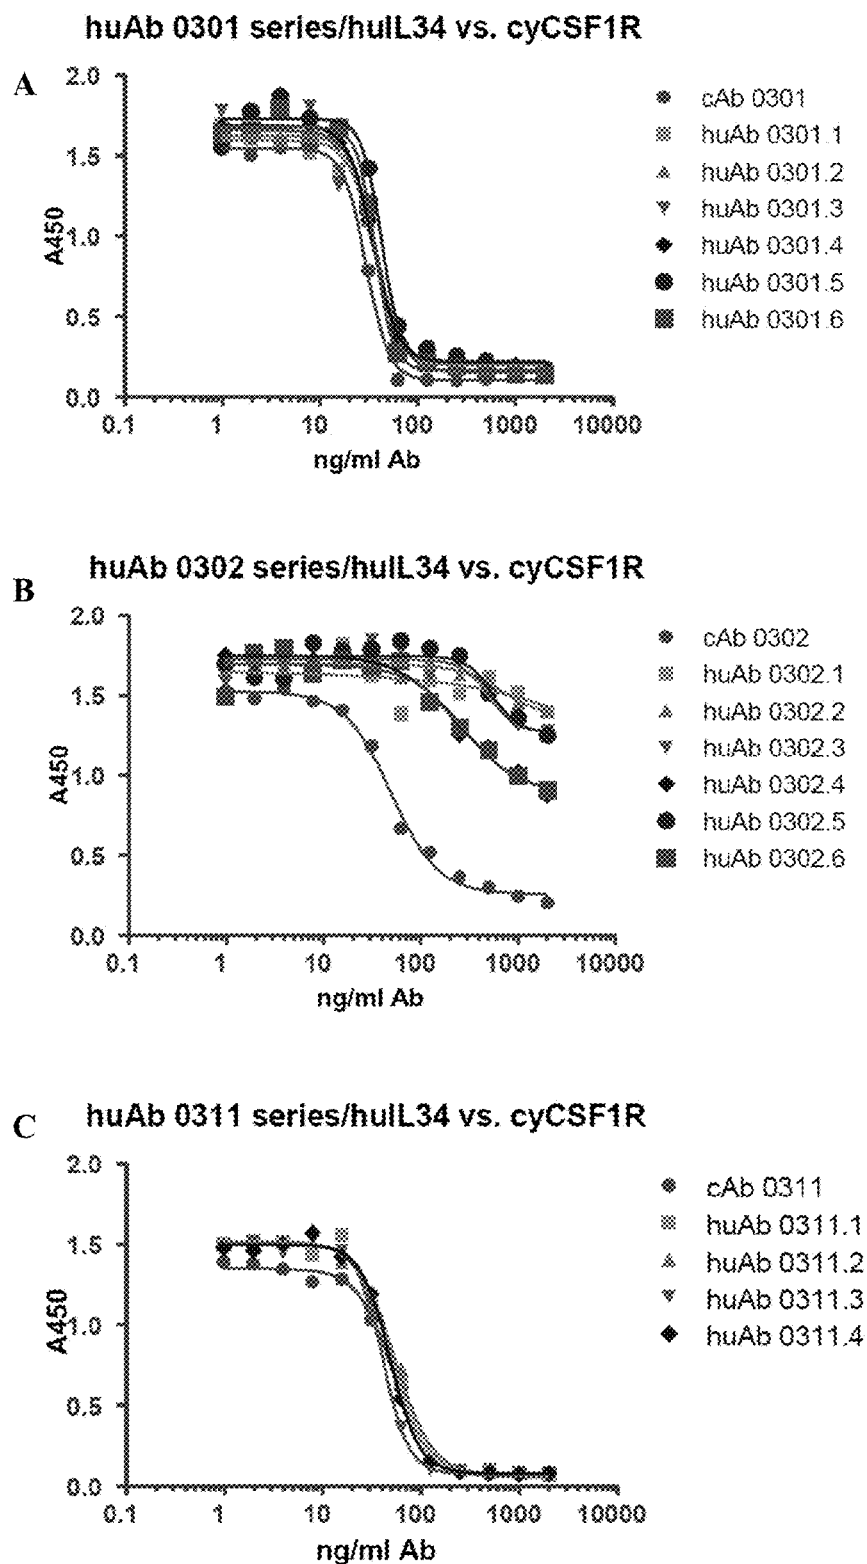 huAb 0301 series/huIL34 vs. cyCSF1R
A
2.0
1.5
1.0
0.5
0.0
A450
0.1
1
10
100
1000
10000
ng/ml Ab
cAb 0301
huAb 0301.1
huAb 0301.2
huAb 0301.3
huAb 0301.4
huAb 0301.5
huAb 0301.6
huAb 0302 series/huIL34 vs. cyCSF1R
B
2.0
1.5
1.0
0.5
0.0
A450
0.1
1
10
100
1000
10000
ng/ml Ab
cAb 0302
huAb 0302.1
huAb 0302.2
huAb 0302.3
huAb 0302.4
huAb 0302.5
huAb 0302.6
huAb 0311 series/huIL34 vs. cyCSF1R
C
2.0
1.5
1.0
0.5
0.0
A450
0.1
1
10
100
1000
10000
ng/ml Ab
cAb 0311
huAb 0311.1
huAb 0311.2
huAb 0311.3
huAb 0311.4